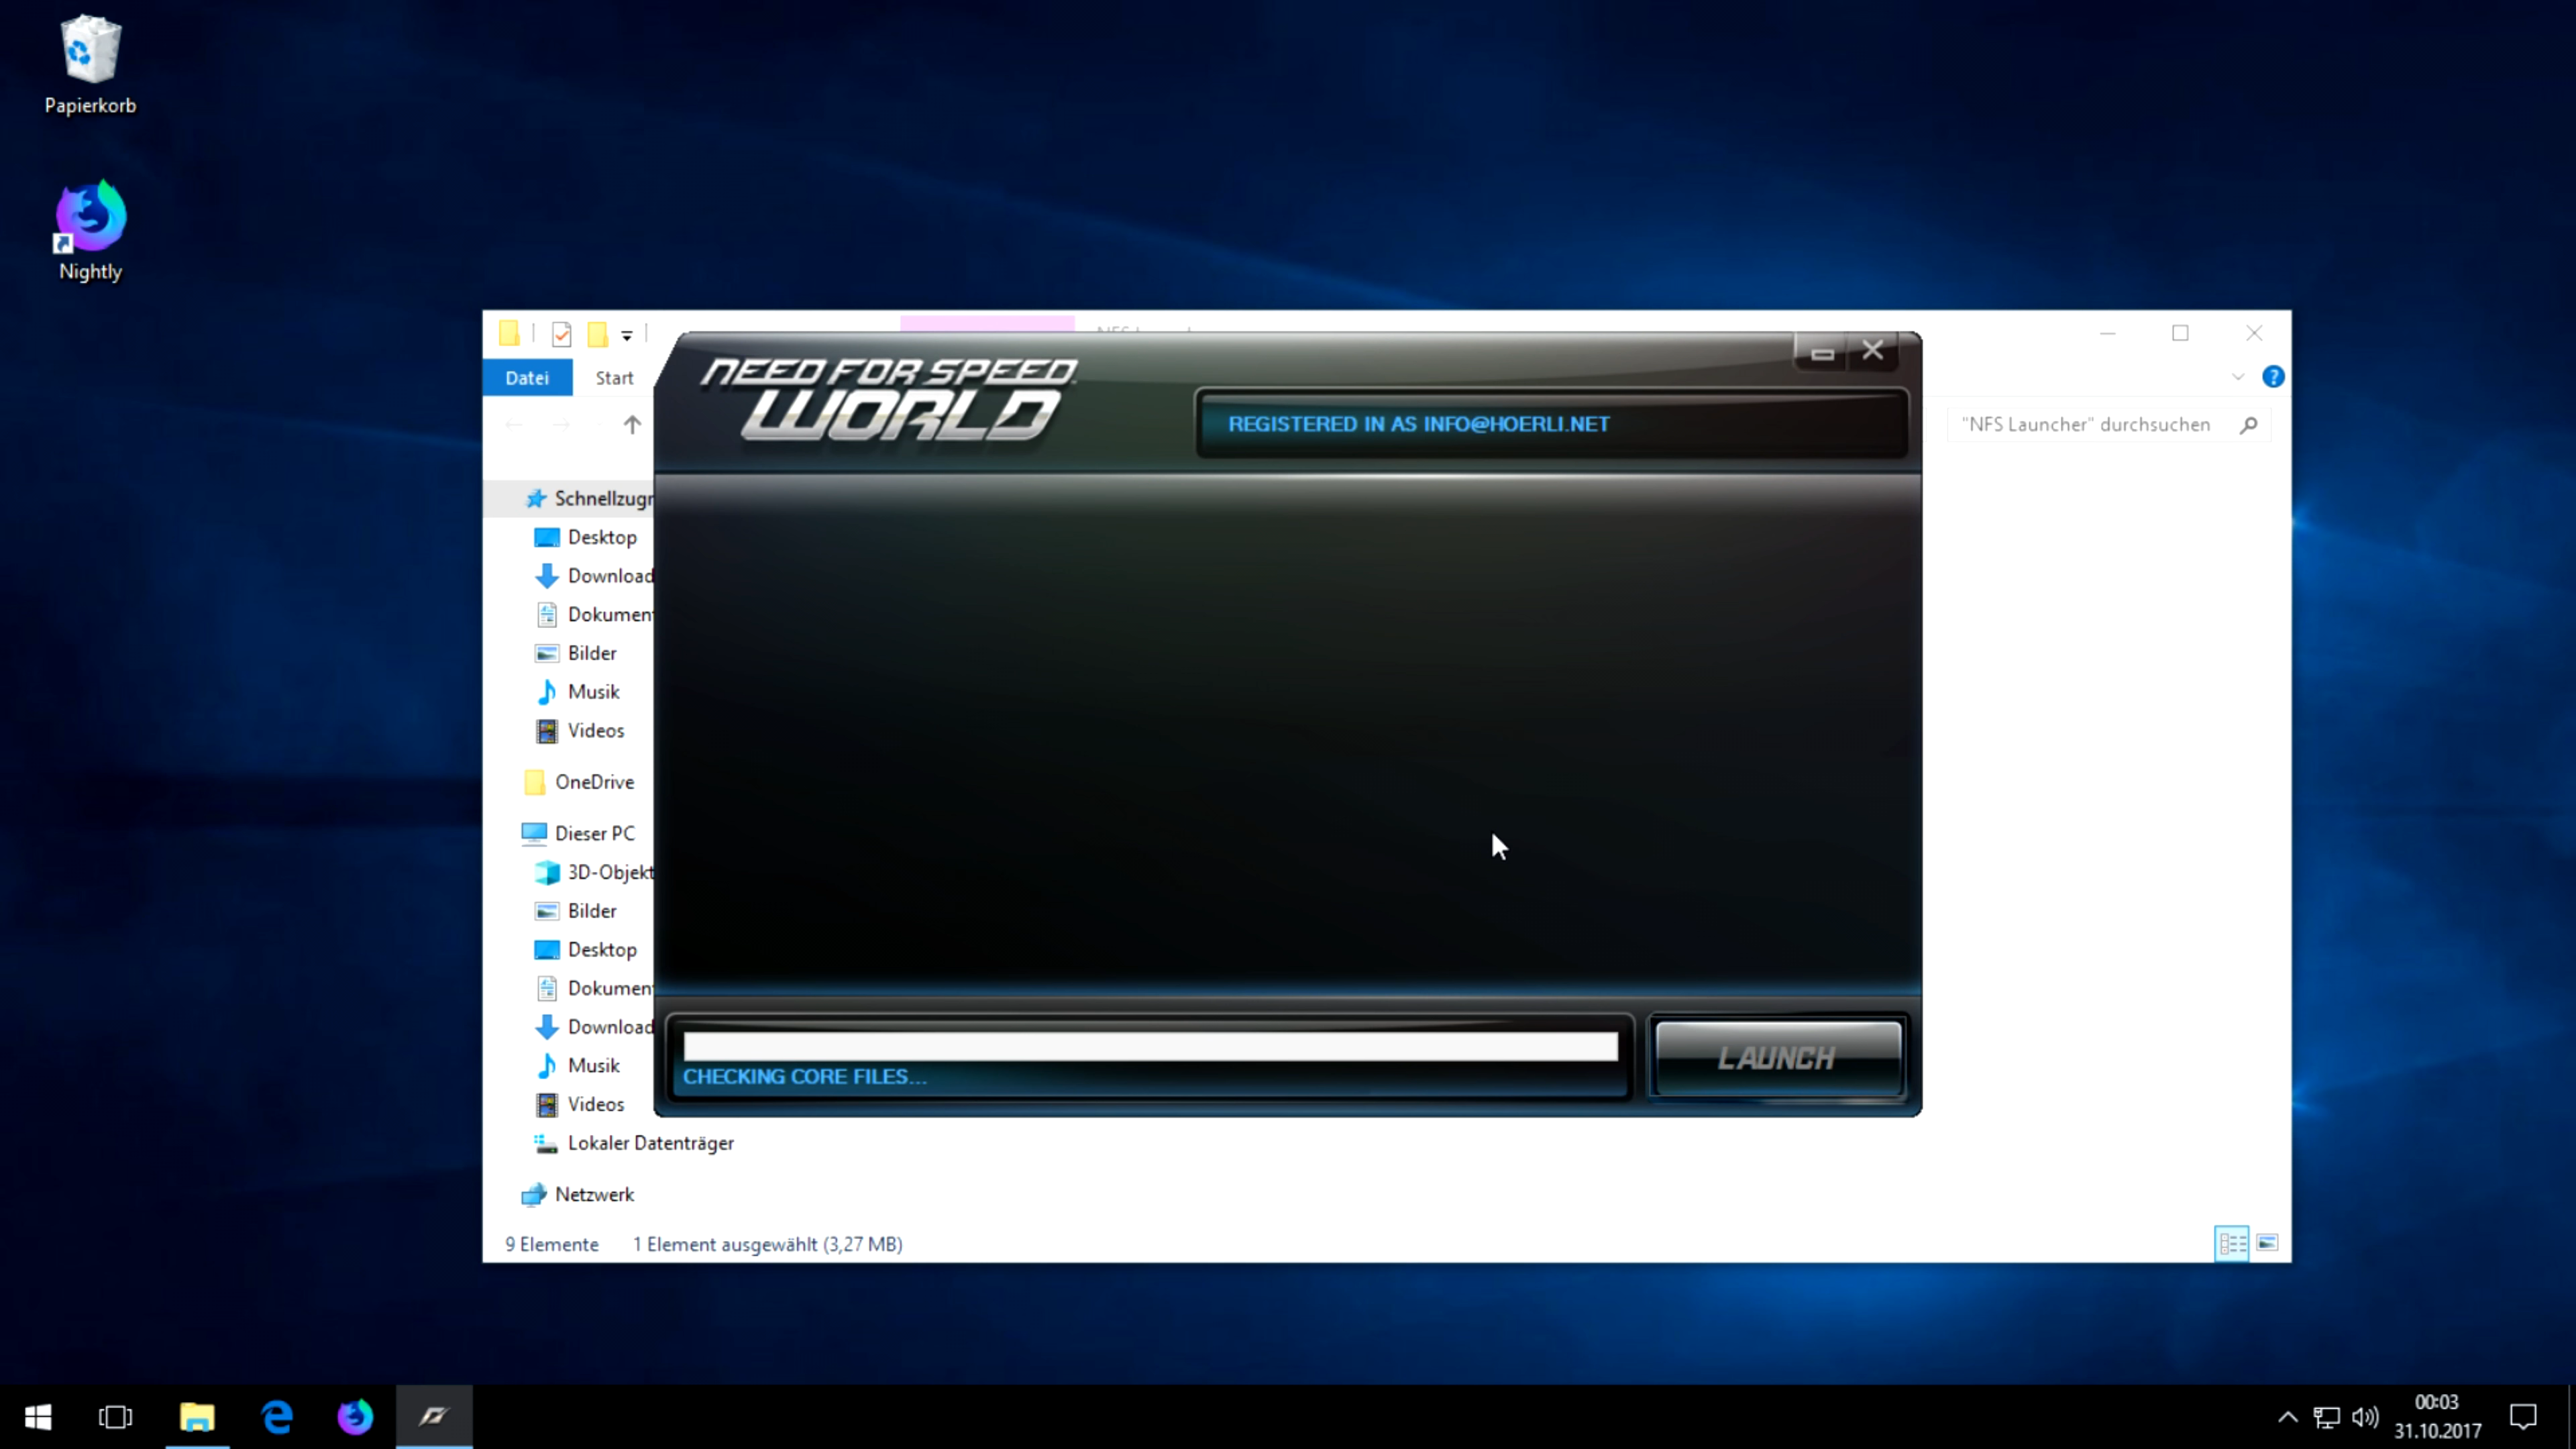 Papierkorb
Nightly
Datei
Start
"NFS Launcher" durchsuchen
NEED FOR SPEED
WORLD
REGISTERED IN AS INFO@HOERLI.NET
Schnellzugr
Desktop
Download
Dokumen
Bilder
Musik
Videos
OneDrive
Dieser PC
3D-Objekt
Bilder
Desktop
Dokumen
Download
Musik
Videos
Lokaler Datenträger
Netzwerk
CHECKING CORE FILES...
LAUNCH
9 Elemente 1 Element ausgewählt (3,27 MB)
00:03
31.10.2017